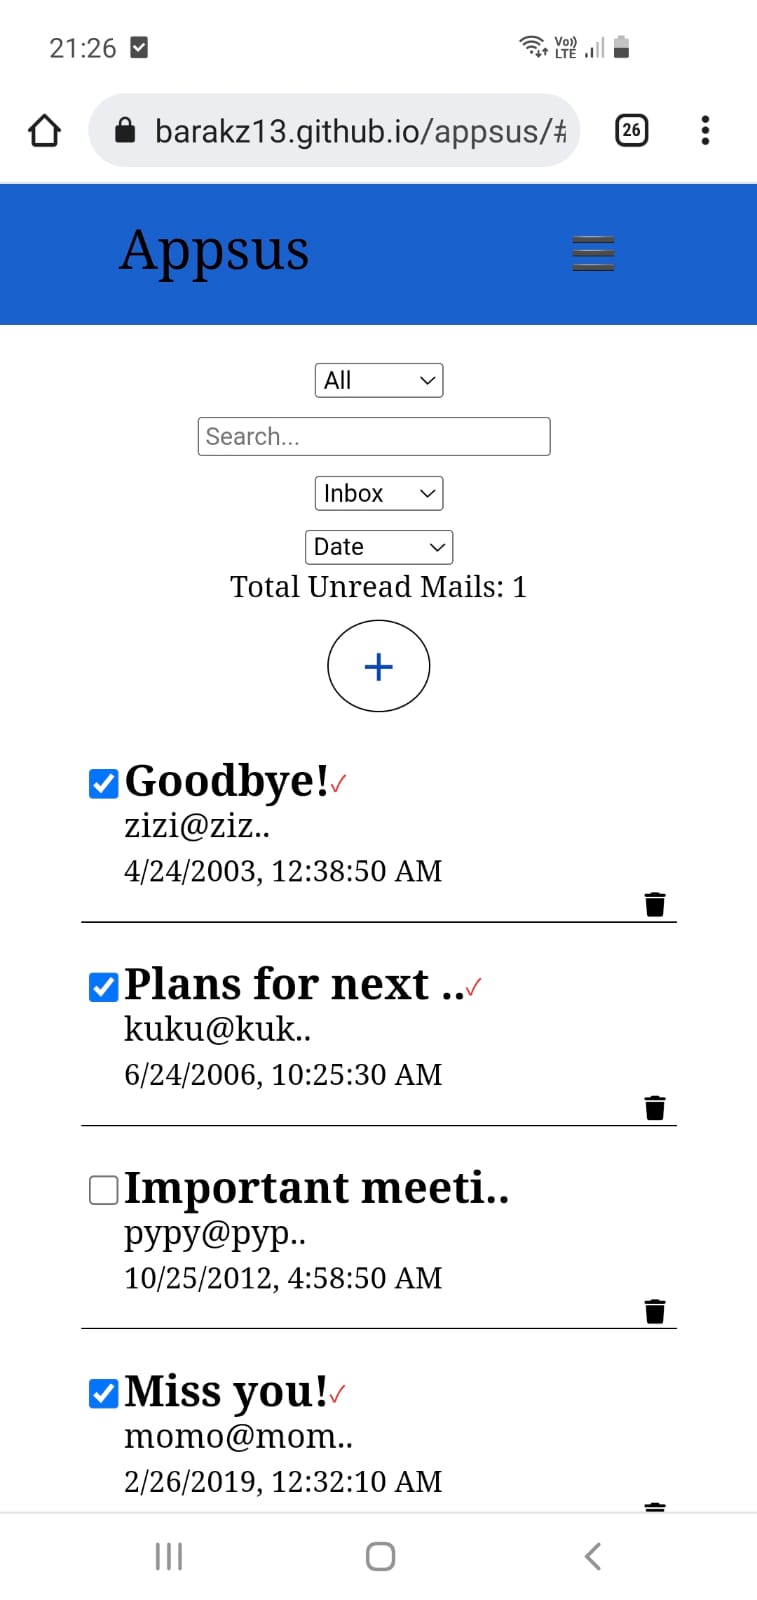 21:26
Vo)) LTE
barakz13.github.io/appsus/#
26
Appsus
All
Search...
Inbox
Date
Total Unread Mails: 1
+
Goodbye!✓
zizi@ziz..
4/24/2003, 12:38:50 AM
Plans for next ..✓
kuku@kuk..
6/24/2006, 10:25:30 AM
Important meeti..
pypy@pyp..
10/25/2012, 4:58:50 AM
Miss you!✓
momo@mom..
2/26/2019, 12:32:10 AM